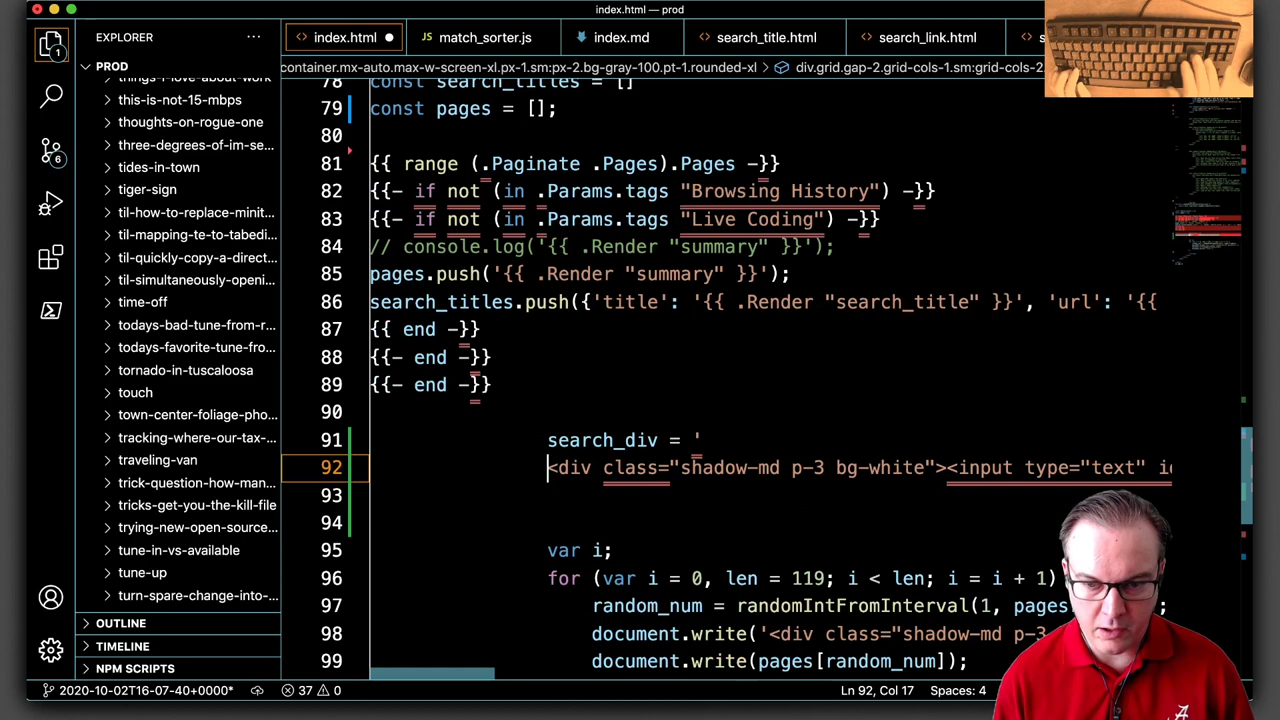 index.html — prod
EXPLORER
index.html
match_sorter.js
index.md
search_title.html
search_link.html
PROD
container.mx-auto.max-w-screen-xl.px-1.sm:px-2.bg-gray-100.pt-1.rounded-xl > div.grid.gap-2.grid-cols-1.sm:grid-cols-2
things-i-love-about-work
this-is-not-15-mbps
thoughts-on-rogue-one
three-degrees-of-im-se...
tides-in-town
tiger-sign
til-how-to-replace-minit...
til-mapping-te-to-tabedi...
til-quickly-copy-a-direct...
til-simultaneously-openi...
time-off
todays-bad-tune-from-r...
todays-favorite-tune-fro...
tornado-in-tuscaloosa
touch
town-center-foliage-pho...
tracking-where-our-tax-...
traveling-van
trick-question-how-man...
tricks-get-you-the-kill-file
trying-new-open-source...
tune-in-vs-available
tune-up
turn-spare-change-into-...
OUTLINE
TIMELINE
NPM SCRIPTS
78 const search_titles = []
79 const pages = [];
80
81 {{ range (.Paginate .Pages).Pages -}}
82 {{- if not (in .Params.tags "Browsing History") -}}
83 {{- if not (in .Params.tags "Live Coding") -}}
84 // console.log('{{ .Render "summary" }}');
85 pages.push('{{ .Render "summary" }}');
86 search_titles.push({'title': '{{ .Render "search_title" }}', 'url': '{{
87 {{ end -}}
88 {{- end -}}
89 {{- end -}}
90
91 search_div = '
92 <div class="shadow-md p-3 bg-white"><input type="text" i
93
94
95 var i;
96 for (var i = 0, len = 119; i < len; i = i + 1)
97 random_num = randomIntFromInterval(1, pages
98 document.write('<div class="shadow-md p-3
99 document.write(pages[random_num]);
1
6
2020-10-02T16-07-40+0000*
37
0
Ln 92, Col 17
Spaces: 4